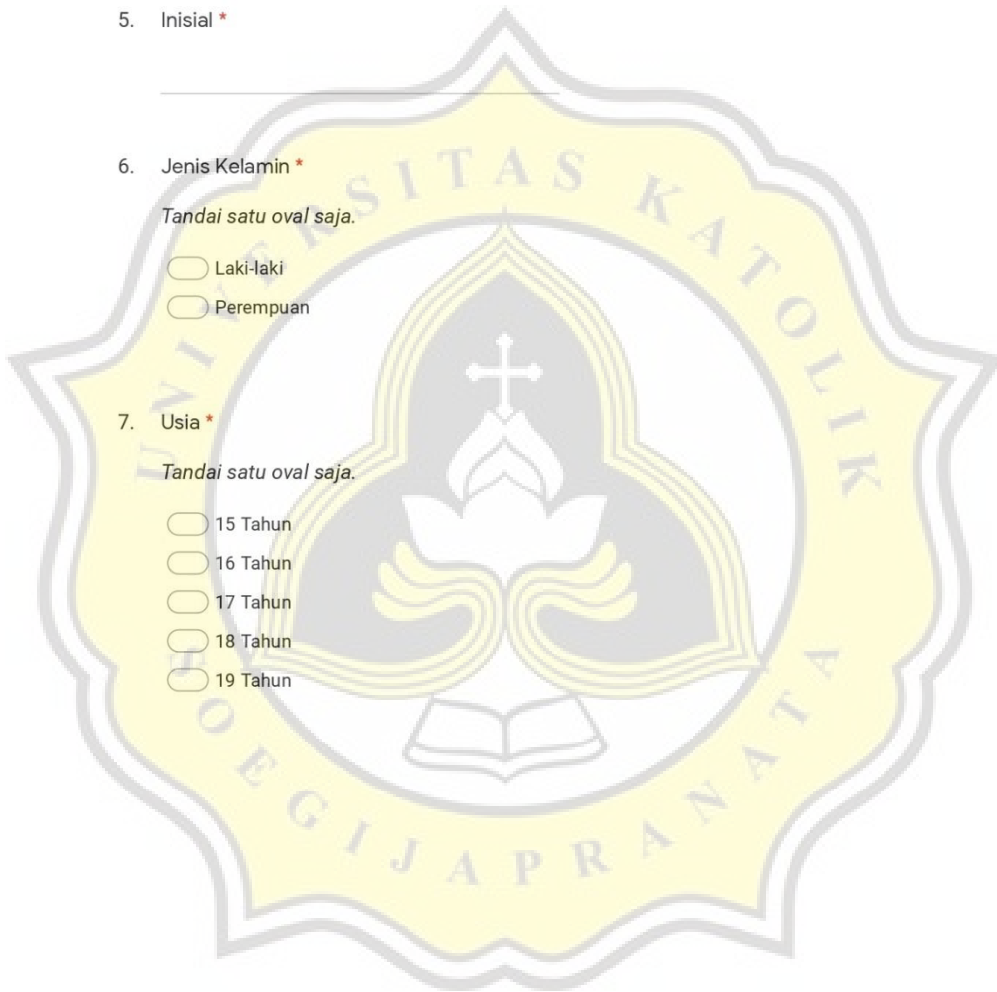 5. Inisial *
6. Jenis Kelamin *
Tandai satu oval saja.
Laki-laki
Perempuan
7. Usia *
Tandai satu oval saja.
15 Tahun
16 Tahun
17 Tahun
18 Tahun
19 Tahun
UNIVERSITAS KATOLIK
SOEGIJAPRANATA